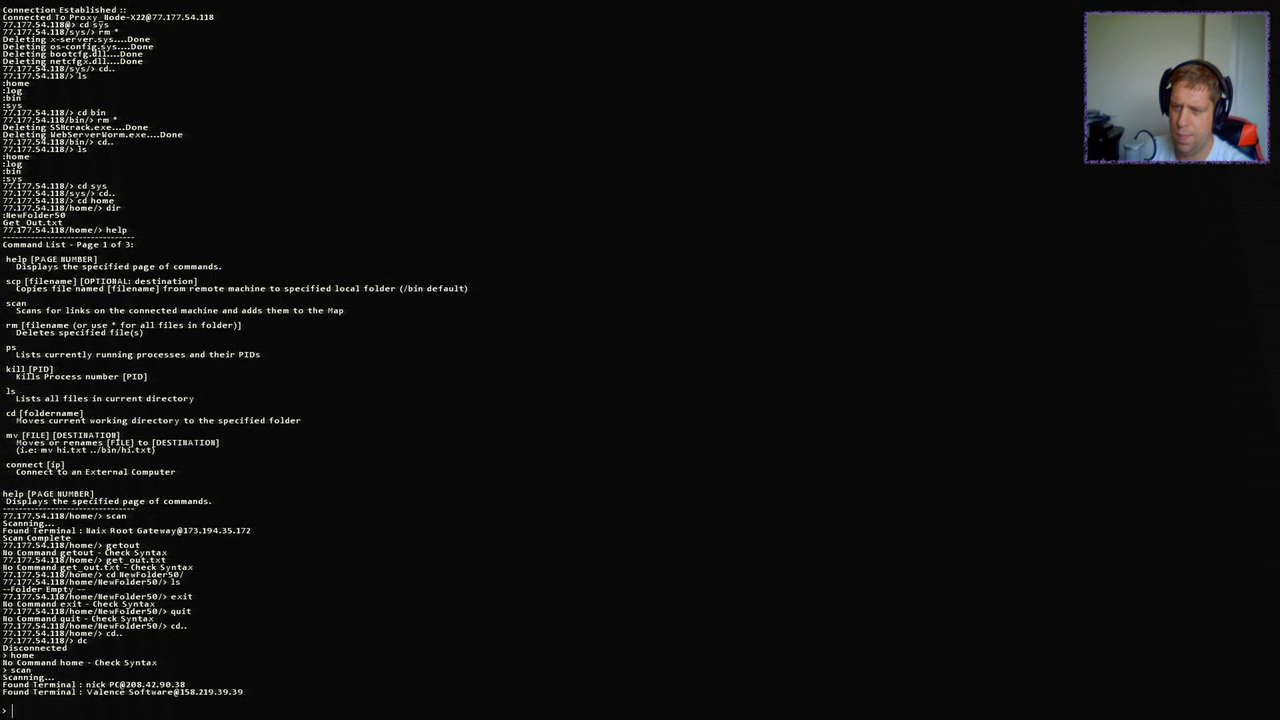 Connection Established ::
Connected To Proxy_Node-X22@77.177.54.118
77.177.54.118@> cd sys
77.177.54.118/sys/> rm *
Deleting x-server.sys....Done
Deleting os-config.sys...Done
Deleting bootcfg.dll....Done
Deleting netcfgx.dll....Done
77.177.54.118/sys/> cd..
77.177.54.118/> ls
:home
:log
:bin
:sys
77.177.54.118/> cd bin
77.177.54.118/bin/> rm *
Deleting SSHcrack.exe....Done
Deleting WebServerWorm.exe....Done
77.177.54.118/bin/> cd..
77.177.54.118/> ls
:home
:log
:bin
:sys
77.177.54.118/> cd sys
77.177.54.118/sys/> cd..
77.177.54.118/> cd home
77.177.54.118/home/> dir
:NewFolder50
Get_Out.txt
77.177.54.118/home/> help
---------------------------------
Command List - Page 1 of 3:
help [PAGE NUMBER]
Displays the specified page of commands.
scp [filename] [OPTIONAL: destination]
Copies file named [filename] from remote machine to specified local folder (/bin default)
scan
Scans for links on the connected machine and adds them to the Map
rm [filename (or use * for all files in folder)]
Deletes specified file(s)
ps
Lists currently running processes and their PIDs
kill [PID]
Kills Process number [PID]
ls
Lists all files in current directory
cd [foldername]
Moves current working directory to the specified folder
mv [FILE] [DESTINATION]
Moves or renames [FILE] to [DESTINATION]
(i.e: mv hi.txt ../bin/hi.txt)
connect [ip]
Connect to an External Computer
help [PAGE NUMBER]
Displays the specified page of commands.
---------------------------------
77.177.54.118/home/> scan
Scanning...
Found Terminal : Naix Root Gateway@173.194.35.172
Scan Complete
77.177.54.118/home/> getout
No Command getout - Check Syntax
77.177.54.118/home/> get_out.txt
No Command get_out.txt - Check Syntax
77.177.54.118/home/> cd NewFolder50/
77.177.54.118/home/NewFolder50/> ls
--Folder Empty --
77.177.54.118/home/NewFolder50/> exit
No Command exit - Check Syntax
77.177.54.118/home/NewFolder50/> quit
No Command quit - Check Syntax
77.177.54.118/home/NewFolder50/> cd..
77.177.54.118/home/> cd..
77.177.54.118/> dc
Disconnected
> home
No Command home - Check Syntax
> scan
Scanning...
Found Terminal : nick PC@208.42.90.38
Found Terminal : Valence Software@158.219.39.39
>